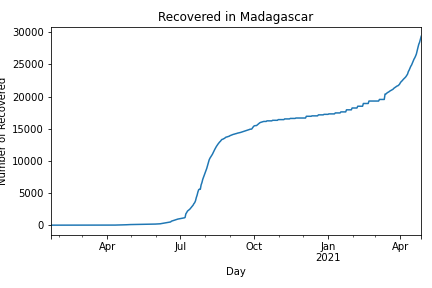 Recovered in Madagascar
Number of Recovered
30000
25000
20000
15000
10000
5000
0
Apr
Jul
Oct
Jan
2021
Apr
Day